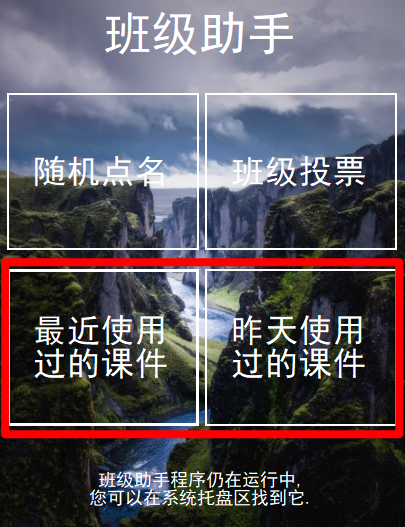 班级助手
随机点名
班级投票
最近使用
过的课件
昨天使用
过的课件
班级助手程序仍在运行中,
您可以在系统托盘区找到它.